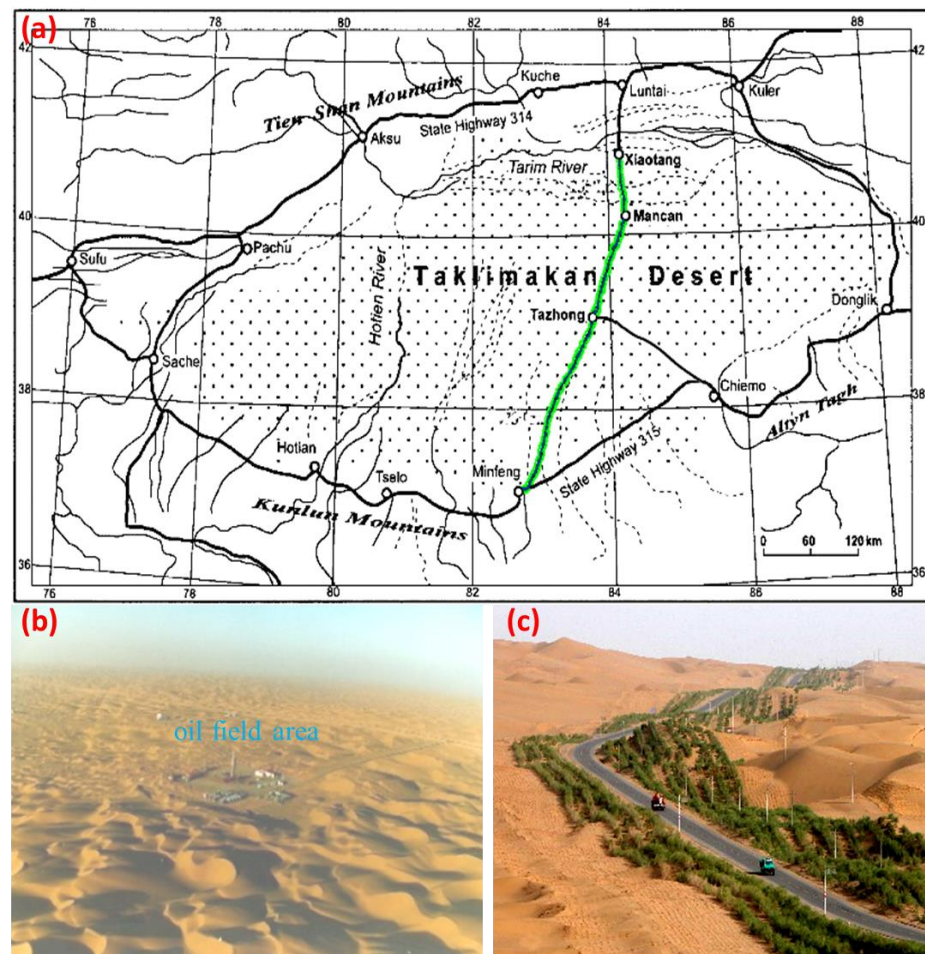 (a)
76 78 80 82 84 86 88
42 42
Kuche
Luntai
Kuler
Tien Shan Mountains
Aksu
State Highway 314
Tarim River
Xiaotang
40 40
Mancan
Pachu
Sufu
Hotien River
Taklimakan Desert
Donglik
Tazhong
Sache
38 38
Chiemo
Altyn Tagh
Hotian
Minfeng
State Highway 315
Tselo
Kunlun Mountains
0 60 120 km
36 36
78 80 82 84 86 88
(b)
oil field area
(c)